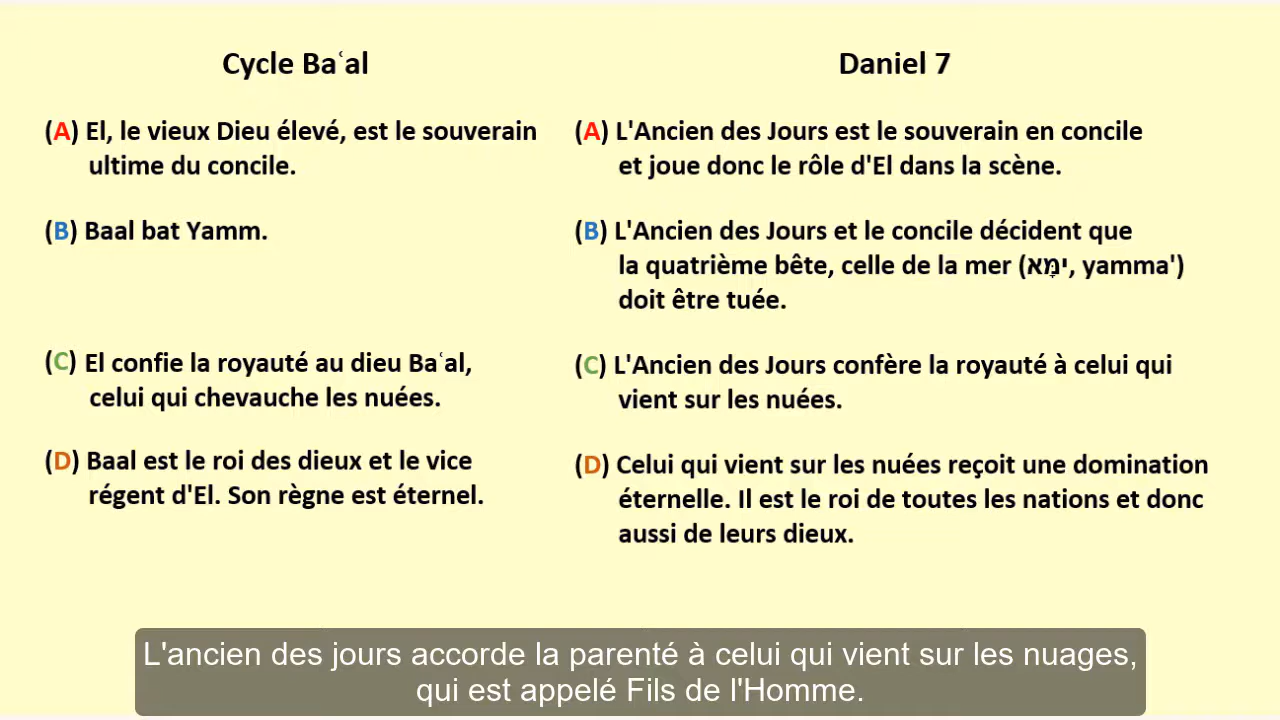 Cycle Baʿal
(A) El, le vieux Dieu élevé, est le souverain
ultime du concile.
(B) Baal bat Yamm.
(C) El confie la royauté au dieu Baʿal,
celui qui chevauche les nuées.
(D) Baal est le roi des dieux et le vice
régent d'El. Son règne est éternel.
Daniel 7
(A) L'Ancien des Jours est le souverain en concile
et joue donc le rôle d'El dans la scène.
(B) L'Ancien des Jours et le concile décident que
la quatrième bête, celle de la mer (יַמָּא, yamma')
doit être tuée.
(C) L'Ancien des Jours confère la royauté à celui qui
vient sur les nuées.
(D) Celui qui vient sur les nuées reçoit une domination
éternelle. Il est le roi de toutes les nations et donc
aussi de leurs dieux.
L'ancien des jours accorde la parenté à celui qui vient sur les nuages,
qui est appelé Fils de l'Homme.